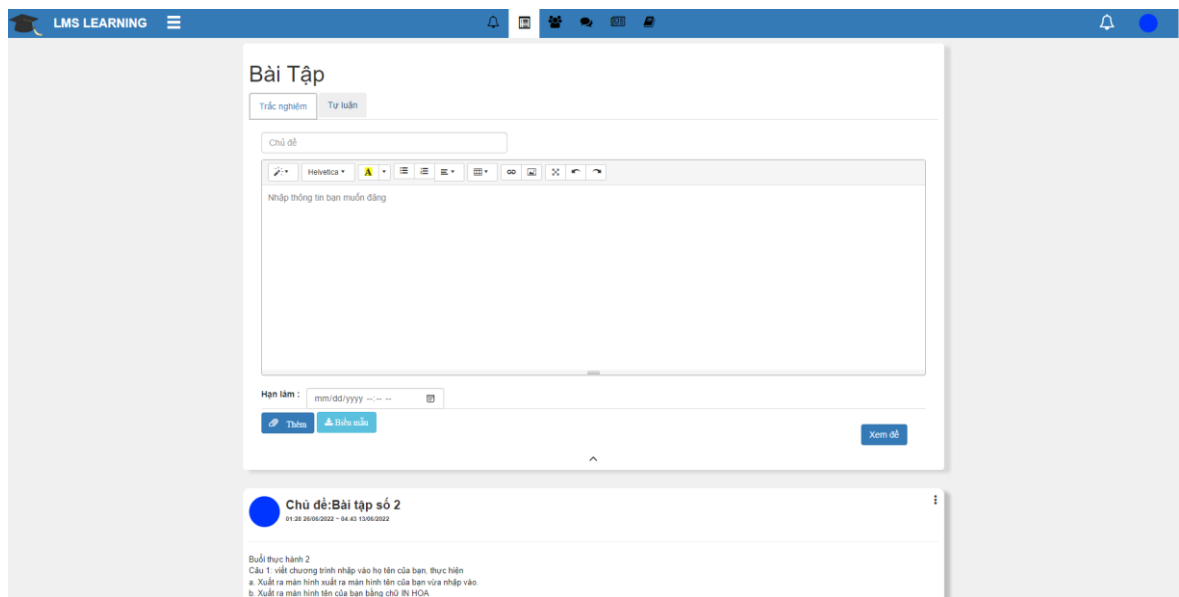 LMS LEARNING
Bài Tập
Trắc nghiệm Tự luận
Chủ đề
Helvetica A
Nhập thông tin bạn muốn đăng
Hạn làm : mm/dd/yyyy --:-- --
Thêm Biểu mẫu
Xem đề
Chủ đề:Bài tập số 2
01:28 26/06/2022 ~ 04:43 13/06/2022
Buổi thực hành 2
Câu 1: viết chương trình nhập vào họ tên của bạn, thực hiện
a. Xuất ra màn hình xuất ra màn hình tên của bạn vừa nhập vào.
b. Xuất ra màn hình tên của bạn bằng chữ IN HOA